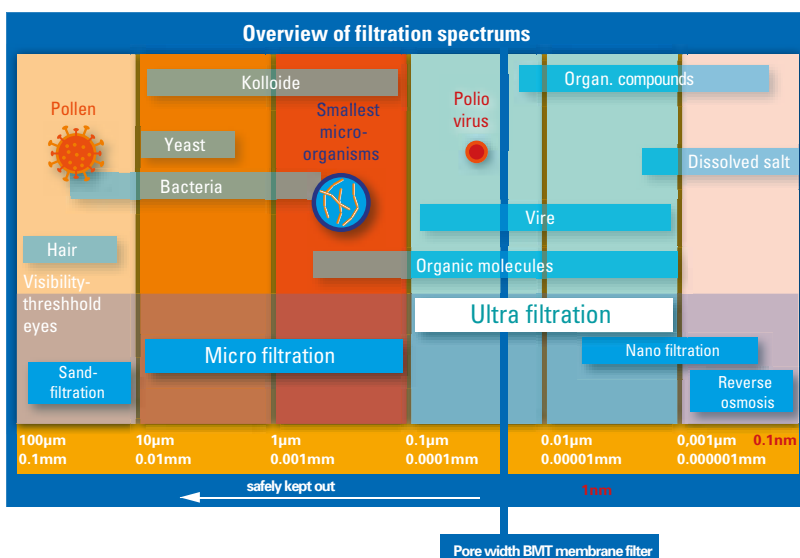 Overview of filtration spectrums
Kolloide
Organ. compounds
Pollen
Smallest
micro-
organisms
Polio
virus
Yeast
Dissolved salt
Bacteria
Vire
Hair
Organic molecules
Visibility-
threshhold
eyes
Ultra filtration
Micro filtration
Nano filtration
Sand-
filtration
Reverse
osmosis
100µm 10µm 1µm 0.1µm 0.01µm 0,001µm 0.1nm
0.1mm 0.01mm 0.001mm 0.0001mm 0.00001mm 0.000001mm
safely kept out
1nm
Pore width BMT membrane filter